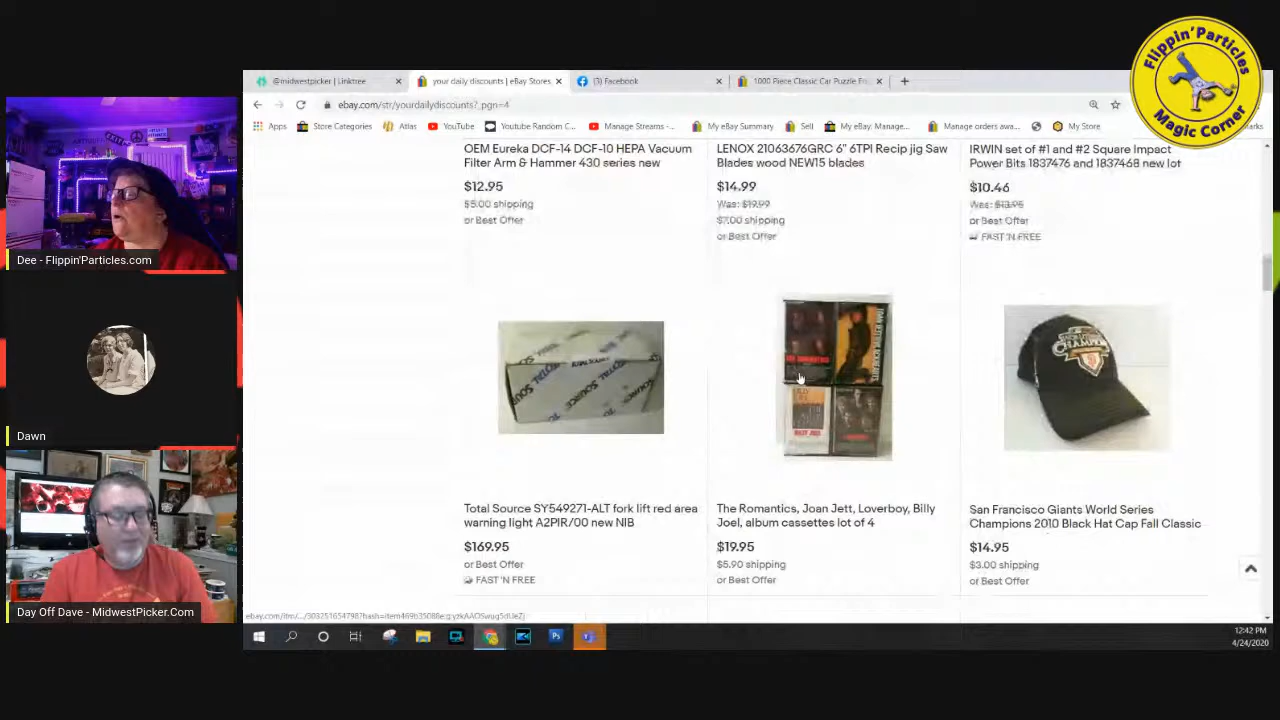 Flippin'Particles
Magic Corner
@midwestpicker | Linktree
your daily discounts | eBay Stores
(3) Facebook
1000 Piece Classic Car Puzzle Fr
ebay.com/str/yourdailydiscounts?_pgn=4
Apps
Store Categories
Atlas
YouTube
Youtube Random C...
Manage Streams -...
My eBay Summary
Sell
My eBay: Manage...
Manage orders awa...
My Store
OEM Eureka DCF-14 DCF-10 HEPA Vacuum
Filter Arm & Hammer 430 series new
$12.95
$5.00 shipping
or Best Offer
LENOX 21063676GRC 6" 6TPI Recip jig Saw
Blades wood NEW15 blades
$14.99
Was: $19.99
$7.00 shipping
or Best Offer
IRWIN set of #1 and #2 Square Impact
Power Bits 1837476 and 1837468 new lot
$10.46
Was: $13.95
or Best Offer
FAST 'N FREE
Dee - Flippin'Particles.com
Dawn
Day Off Dave - MidwestPicker.Com
TOTAL SOURCE
BILLY JOEL
CHAMPIONS
Total Source SY549271-ALT fork lift red area
warning light A2PIR/00 new NIB
$169.95
or Best Offer
FAST 'N FREE
The Romantics, Joan Jett, Loverboy, Billy
Joel, album cassettes lot of 4
$19.95
$5.90 shipping
or Best Offer
San Francisco Giants World Series
Champions 2010 Black Hat Cap Fall Classic
$14.95
$3.00 shipping
or Best Offer
12:42 PM
4/24/2020